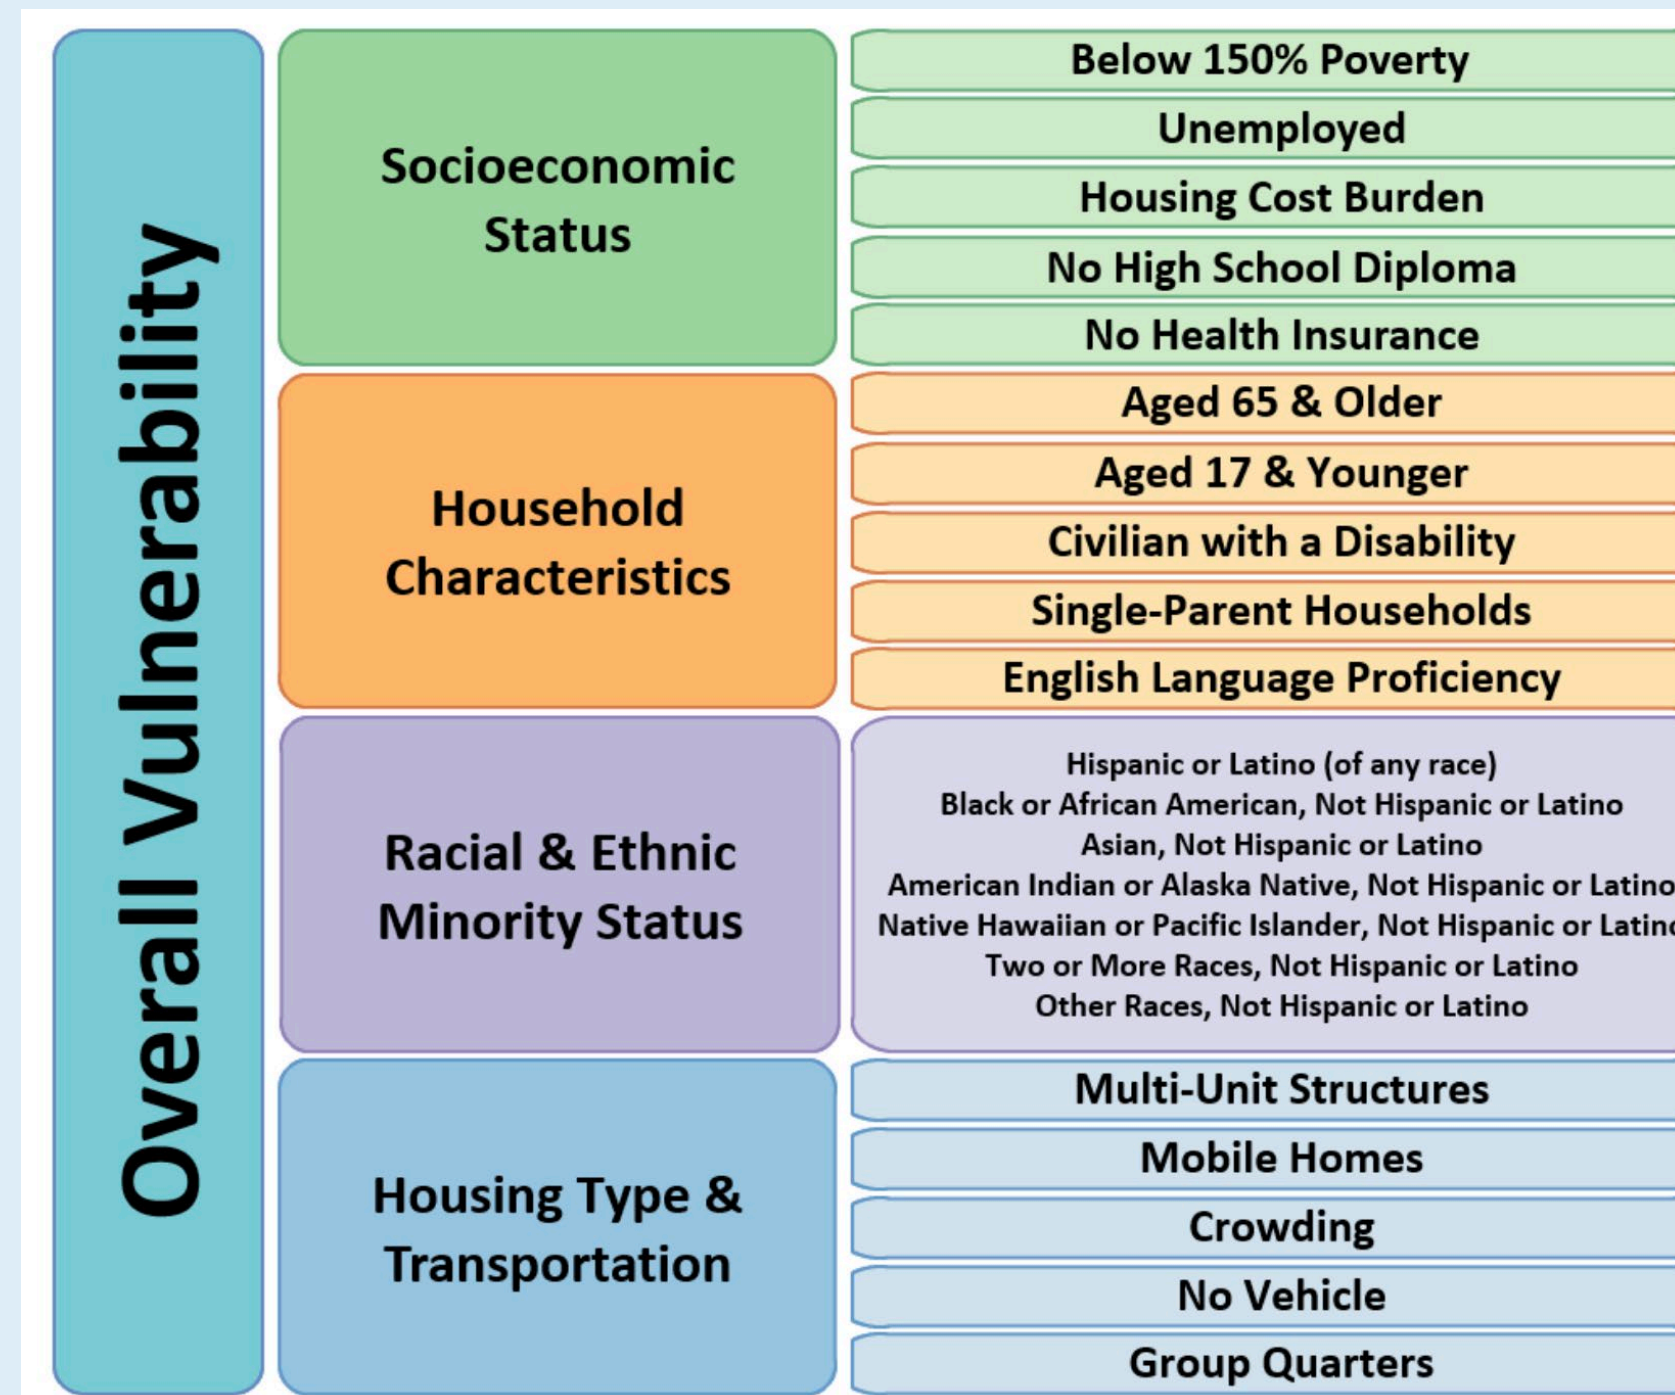 Overall Vulnerability
Socioeconomic
Status
Below 150% Poverty
Unemployed
Housing Cost Burden
No High School Diploma
No Health Insurance
Household
Characteristics
Aged 65 & Older
Aged 17 & Younger
Civilian with a Disability
Single-Parent Households
English Language Proficiency
Racial & Ethnic
Minority Status
Hispanic or Latino (of any race)
Black or African American, Not Hispanic or Latino
Asian, Not Hispanic or Latino
American Indian or Alaska Native, Not Hispanic or Latino
Native Hawaiian or Pacific Islander, Not Hispanic or Latino
Two or More Races, Not Hispanic or Latino
Other Races, Not Hispanic or Latino
Housing Type &
Transportation
Multi-Unit Structures
Mobile Homes
Crowding
No Vehicle
Group Quarters